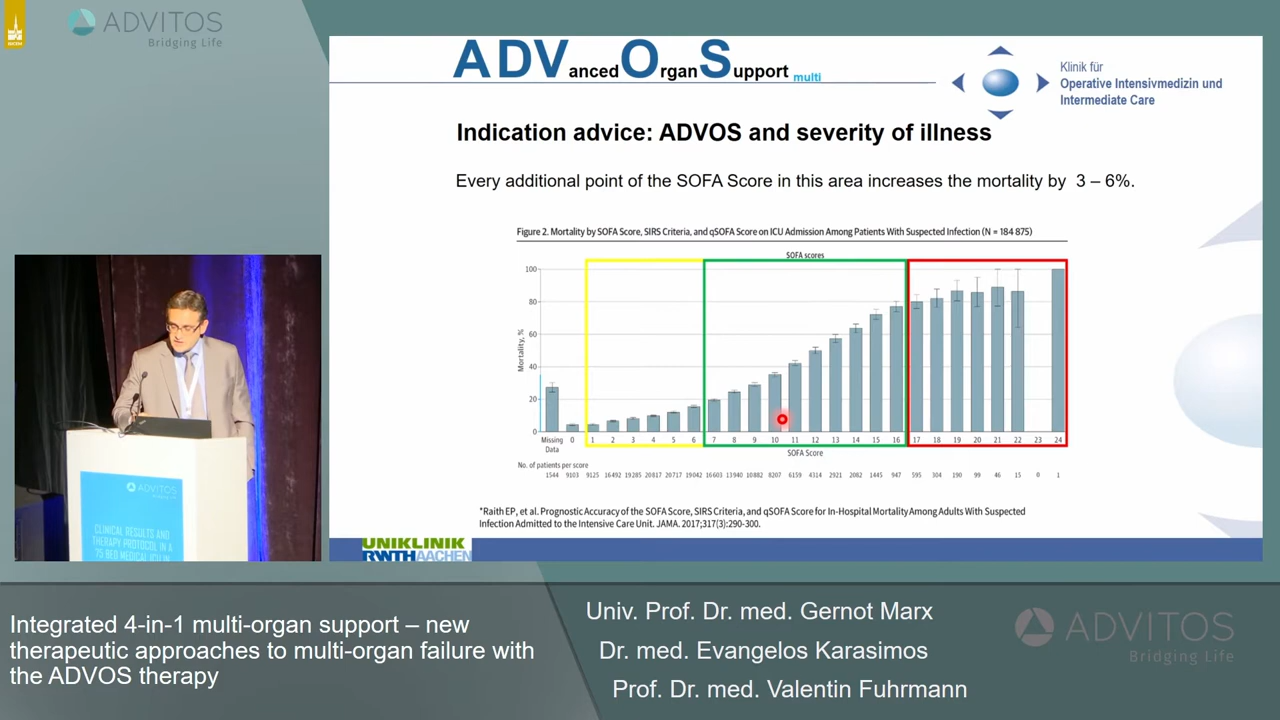 ADVITOS
Bridging Life
ADVanced OrganSupport multi
Klinik für
Operative Intensivmedizin und
Intermediate Care
Indication advice: ADVOS and severity of illness
Every additional point of the SOFA Score in this area increases the mortality by 3 – 6%.
Figure 2. Mortality by SOFA Score, SIRS Criteria, and qSOFA Score on ICU Admission Among Patients With Suspected Infection (N = 184 875)
SOFA scores
100
80
60
40
20
0
Mortality, %
Missing Data 0 1 2 3 4 5 6 7 8 9 10 11 12 13 14 15 16 17 18 19 20 21 22 23 24
SOFA Score
No. of patients per score
1544 9103 9125 16492 19285 20817 20717 19042 16603 13940 10882 8207 6159 4314 2921 2082 1445 947 595 304 190 99 46 15 0 1
*Raith EP, et al. Prognostic Accuracy of the SOFA Score, SIRS Criteria, and qSOFA Score for In-Hospital Mortality Among Adults With Suspected
Infection Admitted to the Intensive Care Unit. JAMA. 2017;317(3):290-300.
UNIKLINIK
RWTHAACHEN
ADVITOS
CLINICAL RESULTS AND
THERAPY PROTOCOL IN A
75 BED MEDICAL ICU IN
Integrated 4-in-1 multi-organ support – new
therapeutic approaches to multi-organ failure with
the ADVOS therapy
Univ. Prof. Dr. med. Gernot Marx
Dr. med. Evangelos Karasimos
Prof. Dr. med. Valentin Fuhrmann
ADVITOS
Bridging Life